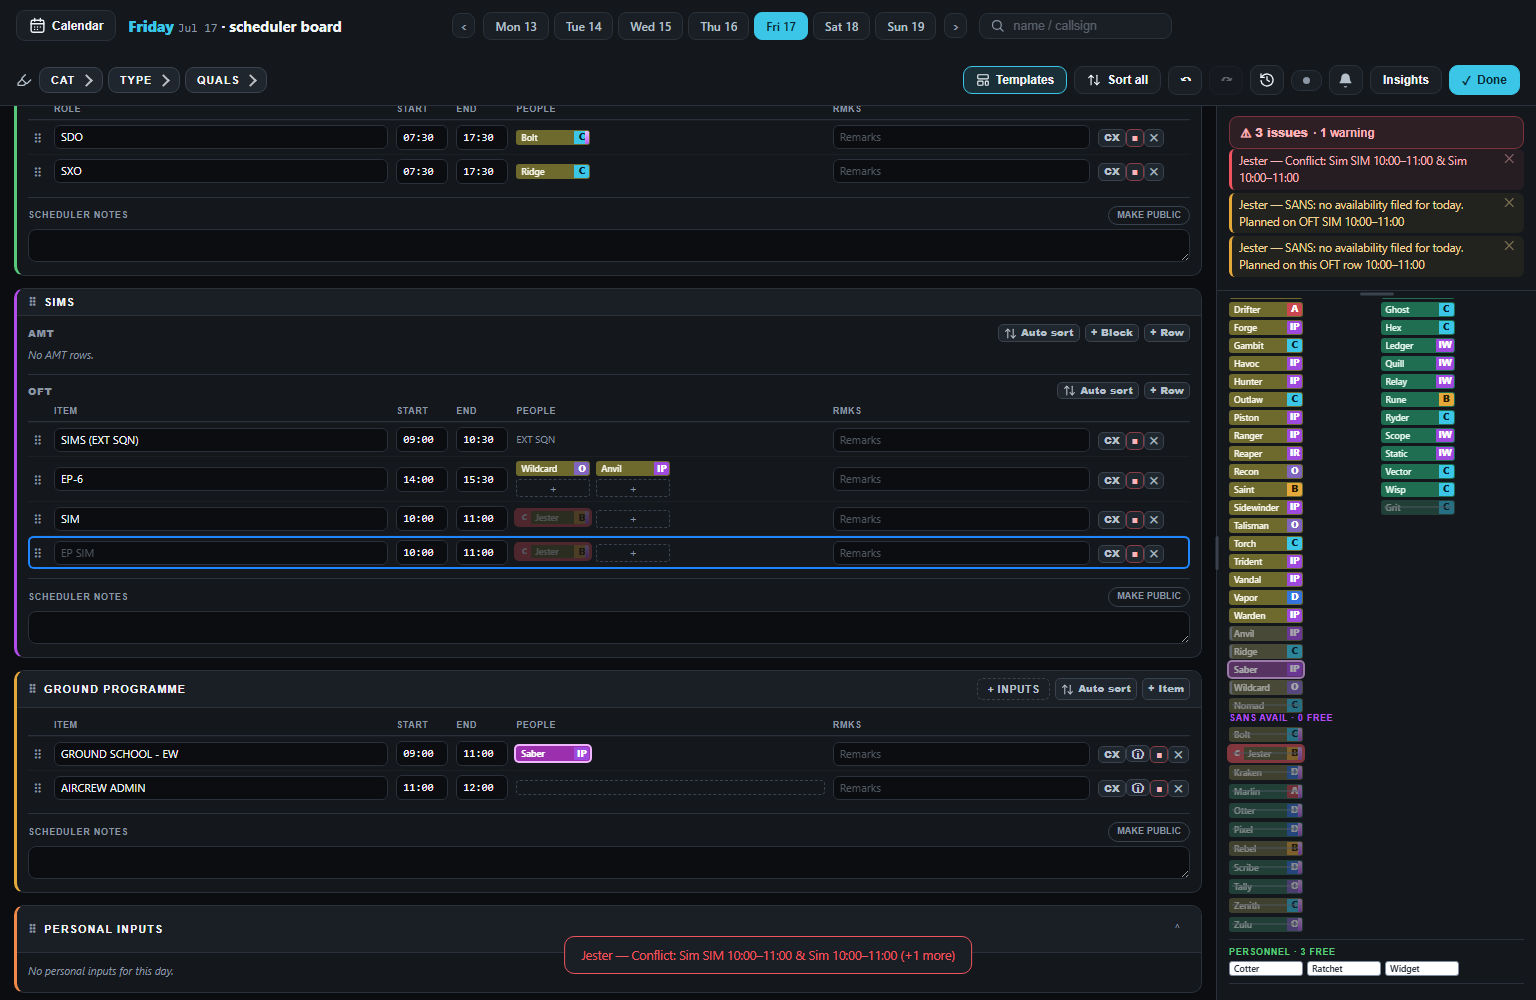 Calendar Friday Jul 17 · scheduler board ‹ Mon 13 Tue 14 Wed 15 Thu 16 Fri 17 Sat 18 Sun 19 › name / callsign
CAT TYPE QUALS Templates Sort all Insights ✓ Done
ROLE START END PEOPLE RMKS
SDO 07:30 17:30 Bolt C Remarks CX
SXO 07:30 17:30 Ridge C Remarks CX
SCHEDULER NOTES MAKE PUBLIC
SIMS
AMT Auto sort + Block + Row
No AMT rows.
OFT Auto sort + Row
ITEM START END PEOPLE RMKS
SIMS (EXT SQN) 09:00 10:30 EXT SQN Remarks CX
EP-6 14:00 15:30 Wildcard O Anvil IP + + Remarks CX
SIM 10:00 11:00 C Jester B + Remarks CX
EP SIM 10:00 11:00 C Jester B + Remarks CX
SCHEDULER NOTES MAKE PUBLIC
GROUND PROGRAMME + INPUTS Auto sort + Item
ITEM START END PEOPLE RMKS
GROUND SCHOOL - EW 09:00 11:00 Saber IP Remarks CX
AIRCREW ADMIN 11:00 12:00 Remarks CX
SCHEDULER NOTES MAKE PUBLIC
PERSONAL INPUTS
No personal inputs for this day.
Jester — Conflict: Sim SIM 10:00–11:00 & Sim 10:00–11:00 (+1 more)
⚠ 3 issues · 1 warning
Jester — Conflict: Sim SIM 10:00–11:00 & Sim
10:00–11:00
Jester — SANS: no availability filed for today.
Planned on OFT SIM 10:00–11:00
Jester — SANS: no availability filed for today.
Planned on this OFT row 10:00–11:00
Drifter A Ghost C
Forge IP Hex C
Gambit C Ledger IW
Havoc IP Quill IW
Hunter IP Relay IW
Outlaw C Rune B
Piston IP Ryder C
Ranger IP Scope IW
Reaper IR Static IW
Recon O Vector C
Saint B Wisp C
Sidewinder IP Grit C
Talisman O
Torch C
Trident IP
Vandal IP
Vapor D
Warden IP
Anvil IP
Ridge C
Saber IP
Wildcard O
Nomad C
SANS AVAIL · 0 FREE
Bolt C
C Jester B
Kraken D
Marlin A
Otter D
Pixel D
Rebel B
Scribe D
Tally O
Zenith C
Zulu O
PERSONNEL · 3 FREE
Cotter Ratchet Widget